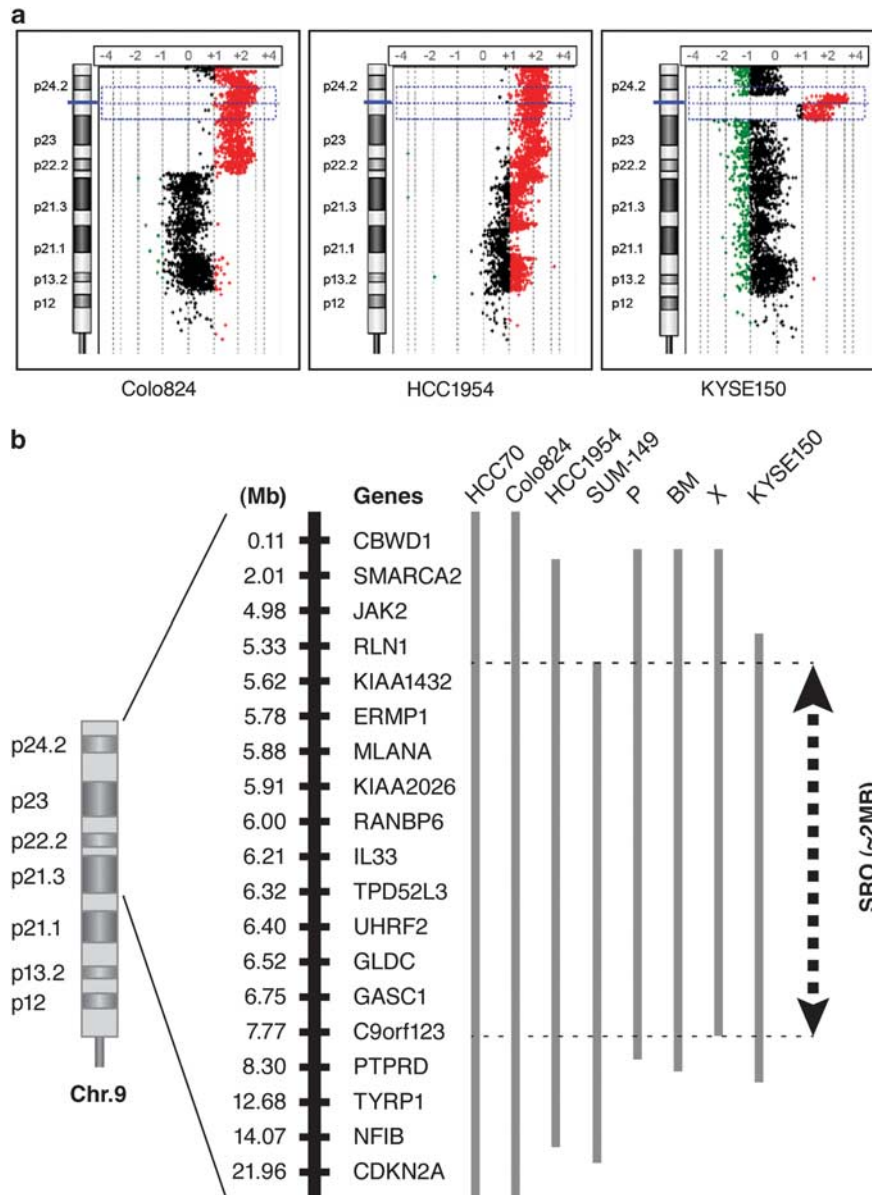 a
-4 -2 0 +1 +2 +4
p24.2
p23
p22.2
p21.3
p21.1
p13.2
p12
Colo824
-4 -2 0 +1 +2 +4
p24.2
p23
p22.2
p21.3
p21.1
p13.2
p12
HCC1954
-4 -2 -1 0 +1 +2 +4
p24.2
p23
p22.2
p21.3
p21.1
p13.2
p12
KYSE150
b
(Mb) Genes HCC70 Colo824 HCC1954 SUM-149 P BM X KYSE150
0.11 CBWD1
2.01 SMARCA2
4.98 JAK2
5.33 RLN1
5.62 KIAA1432
5.78 ERMP1
5.88 MLANA
5.91 KIAA2026
6.00 RANBP6
6.21 IL33
6.32 TPD52L3
6.40 UHRF2
6.52 GLDC
6.75 GASC1
7.77 C9orf123
8.30 PTPRD
12.68 TYRP1
14.07 NFIB
21.96 CDKN2A
p24.2
p23
p22.2
p21.3
p21.1
p13.2
p12
Chr.9
SRO (~2MB)